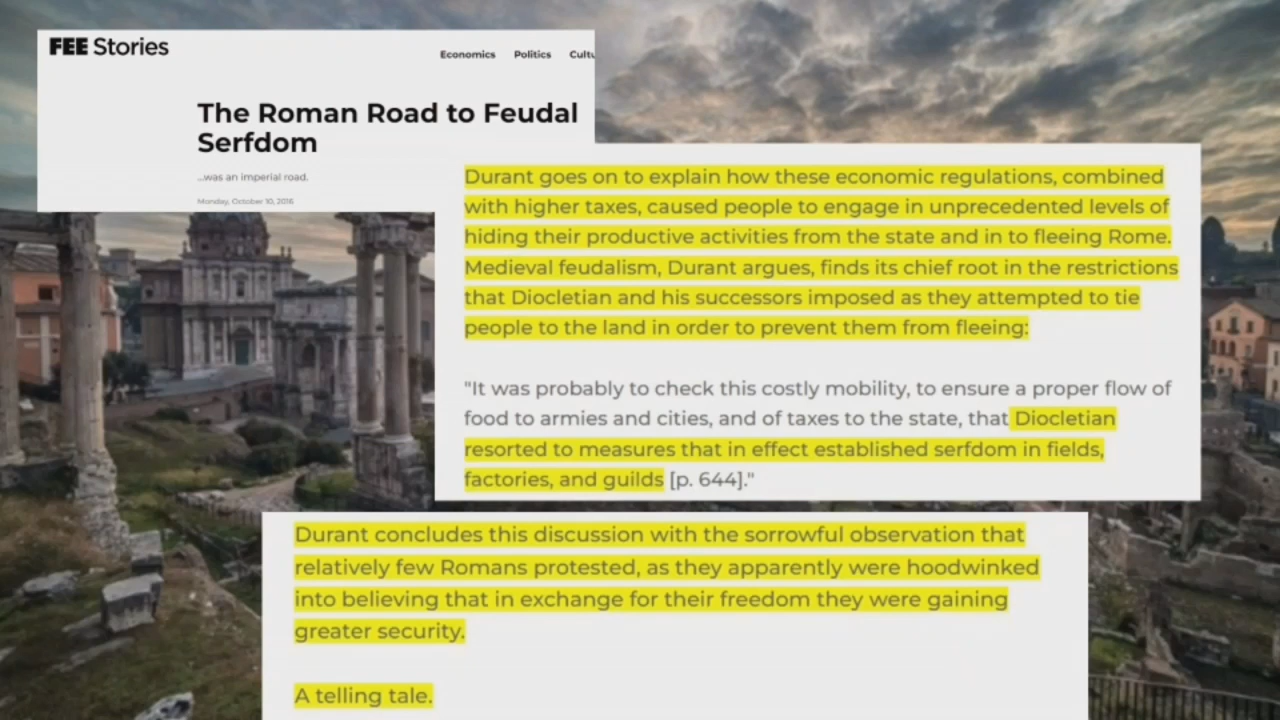 FEE Stories
Economics Politics Cultu
The Roman Road to Feudal
Serfdom
...was an imperial road.
Monday, October 10, 2016
Durant goes on to explain how these economic regulations, combined
with higher taxes, caused people to engage in unprecedented levels of
hiding their productive activities from the state and in to fleeing Rome.
Medieval feudalism, Durant argues, finds its chief root in the restrictions
that Diocletian and his successors imposed as they attempted to tie
people to the land in order to prevent them from fleeing:
"It was probably to check this costly mobility, to ensure a proper flow of
food to armies and cities, and of taxes to the state, that Diocletian
resorted to measures that in effect established serfdom in fields,
factories, and guilds [p. 644]."
Durant concludes this discussion with the sorrowful observation that
relatively few Romans protested, as they apparently were hoodwinked
into believing that in exchange for their freedom they were gaining
greater security.
A telling tale.